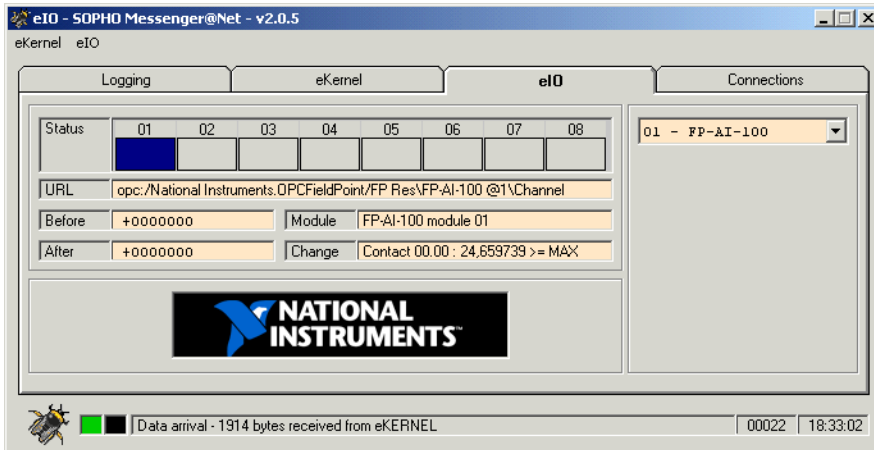 eIO - SOPHO Messenger@Net - v2.0.5
eKernel eIO
Logging eKernel eIO Connections
Status 01 02 03 04 05 06 07 08
01 - FP-AI-100
URL opc:/National Instruments.OPCFieldPoint/FP Res\FP-AI-100 @1\Channel
Before +0000000 Module FP-AI-100 module 01
After +0000000 Change Contact 00.00 : 24,659739 >= MAX
NATIONAL
INSTRUMENTS™
Data arrival - 1914 bytes received from eKERNEL 00022 18:33:02